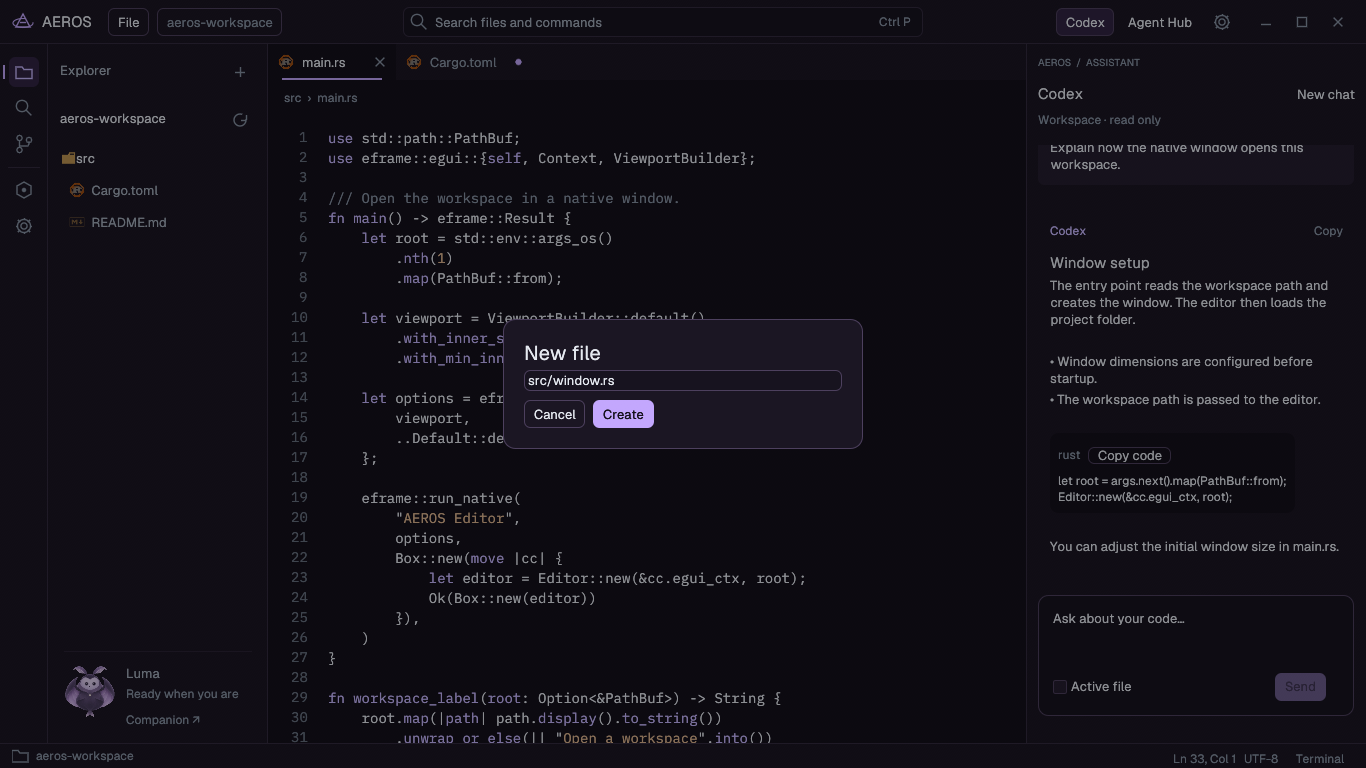 AEROS
File
aeros-workspace
Search files and commands
Ctrl P
Codex
Agent Hub
Explorer
aeros-workspace
src
Cargo.toml
README.md
Luma
Ready when you are
Companion ↗
main.rs
Cargo.toml
src › main.rs
1 use std::path::PathBuf;
2 use eframe::egui::{self, Context, ViewportBuilder};
3
4 /// Open the workspace in a native window.
5 fn main() -> eframe::Result {
6     let root = std::env::args_os()
7         .nth(1)
8         .map(PathBuf::from);
9
10     let viewport = ViewportBuilder::default()
11         .with_inner_s
12         .with_min_inn
13
14     let options = efr
15         viewport,
16         ..Default::de
17     };
18
19     eframe::run_native(
20         "AEROS Editor",
21         options,
22         Box::new(move |cc| {
23             let editor = Editor::new(&cc.egui_ctx, root);
24             Ok(Box::new(editor))
25         }),
26     )
27 }
28
29 fn workspace_label(root: Option<&PathBuf>) -> String {
30     root.map(|path| path.display().to_string())
31         .unwrap_or_else(|| "Open a workspace".into())
New file
src/window.rs
Cancel
Create
AEROS / ASSISTANT
Codex
New chat
Workspace · read only
Explain how the native window opens this
workspace.
Codex
Copy
Window setup
The entry point reads the workspace path and
creates the window. The editor then loads the
project folder.
• Window dimensions are configured before
startup.
• The workspace path is passed to the editor.
rust
Copy code
let root = args.next().map(PathBuf::from);
Editor::new(&cc.egui_ctx, root);
You can adjust the initial window size in main.rs.
Ask about your code…
Active file
Send
aeros-workspace
Ln 33, Col 1
UTF-8
Terminal